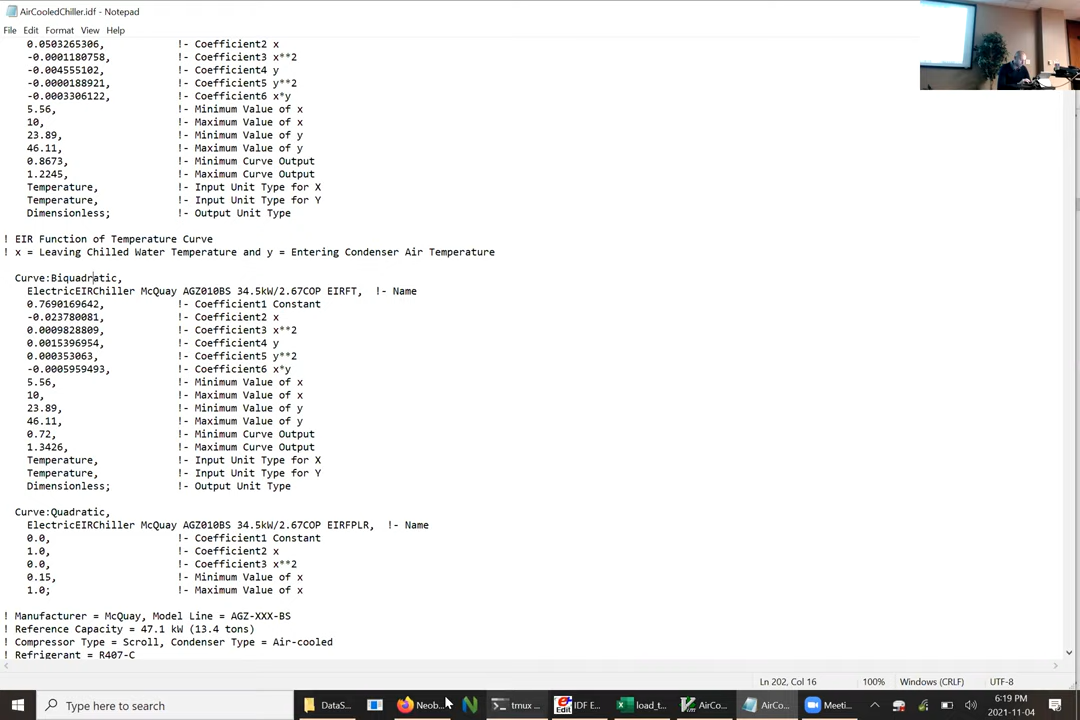 AirCooledChiller.idf - Notepad
File Edit Format View Help
0.0503265306, !- Coefficient2 x
-0.0001180758, !- Coefficient3 x**2
-0.004555102, !- Coefficient4 y
-0.0000188921, !- Coefficient5 y**2
-0.0003306122, !- Coefficient6 x*y
5.56, !- Minimum Value of x
10, !- Maximum Value of x
23.89, !- Minimum Value of y
46.11, !- Maximum Value of y
0.8673, !- Minimum Curve Output
1.2245, !- Maximum Curve Output
Temperature, !- Input Unit Type for X
Temperature, !- Input Unit Type for Y
Dimensionless; !- Output Unit Type
! EIR Function of Temperature Curve
! x = Leaving Chilled Water Temperature and y = Entering Condenser Air Temperature
Curve:Biquadratic,
ElectricEIRChiller McQuay AGZ010BS 34.5kW/2.67COP EIRFT, !- Name
0.7690169642, !- Coefficient1 Constant
-0.023780081, !- Coefficient2 x
0.0009828809, !- Coefficient3 x**2
0.0015396954, !- Coefficient4 y
0.000353063, !- Coefficient5 y**2
-0.0005959493, !- Coefficient6 x*y
5.56, !- Minimum Value of x
10, !- Maximum Value of x
23.89, !- Minimum Value of y
46.11, !- Maximum Value of y
0.72, !- Minimum Curve Output
1.3426, !- Maximum Curve Output
Temperature, !- Input Unit Type for X
Temperature, !- Input Unit Type for Y
Dimensionless; !- Output Unit Type
Curve:Quadratic,
ElectricEIRChiller McQuay AGZ010BS 34.5kW/2.67COP EIRFPLR, !- Name
0.0, !- Coefficient1 Constant
1.0, !- Coefficient2 x
0.0, !- Coefficient3 x**2
0.15, !- Minimum Value of x
1.0; !- Maximum Value of x
! Manufacturer = McQuay, Model Line = AGZ-XXX-BS
! Reference Capacity = 47.1 kW (13.4 tons)
! Compressor Type = Scroll, Condenser Type = Air-cooled
! Refrigerant = R407-C
Ln 202, Col 16 100% Windows (CRLF) UTF-8
Type here to search DataS... Neob... tmux ... IDF E... load_t... AirCo... AirCo... Meeti... 6:19 PM
2021-11-04